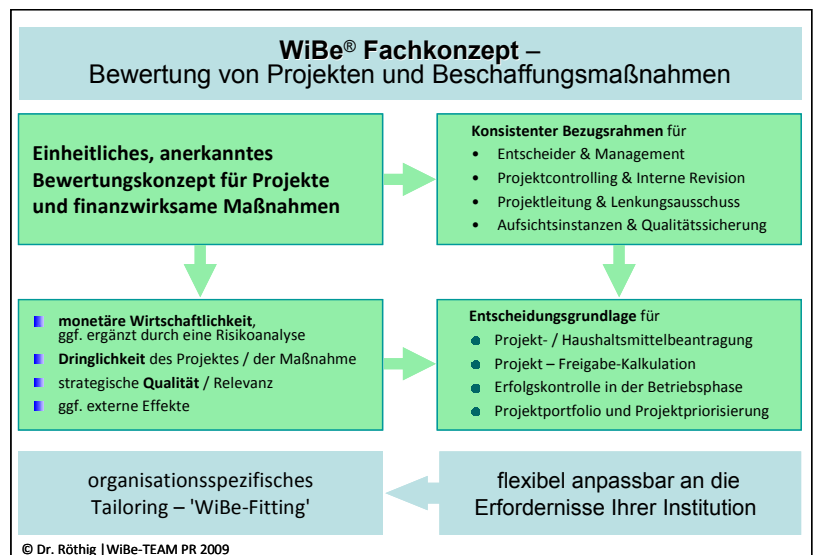 WiBe® Fachkonzept –
Bewertung von Projekten und Beschaffungsmaßnahmen
Einheitliches, anerkanntes
Bewertungskonzept für Projekte
und finanzwirksame Maßnahmen
Konsistenter Bezugsrahmen für
• Entscheider & Management
• Projektcontrolling & Interne Revision
• Projektleitung & Lenkungsausschuss
• Aufsichtsinstanzen & Qualitätssicherung
monetäre Wirtschaftlichkeit,
ggf. ergänzt durch eine Risikoanalyse
Dringlichkeit des Projektes / der Maßnahme
strategische Qualität / Relevanz
ggf. externe Effekte
Entscheidungsgrundlage für
Projekt- / Haushaltsmittelbeantragung
Projekt – Freigabe-Kalkulation
Erfolgskontrolle in der Betriebsphase
Projektportfolio und Projektpriorisierung
organisationsspezifisches
Tailoring – 'WiBe-Fitting'
flexibel anpassbar an die
Erfordernisse Ihrer Institution
© Dr. Röthig | WiBe-TEAM PR 2009